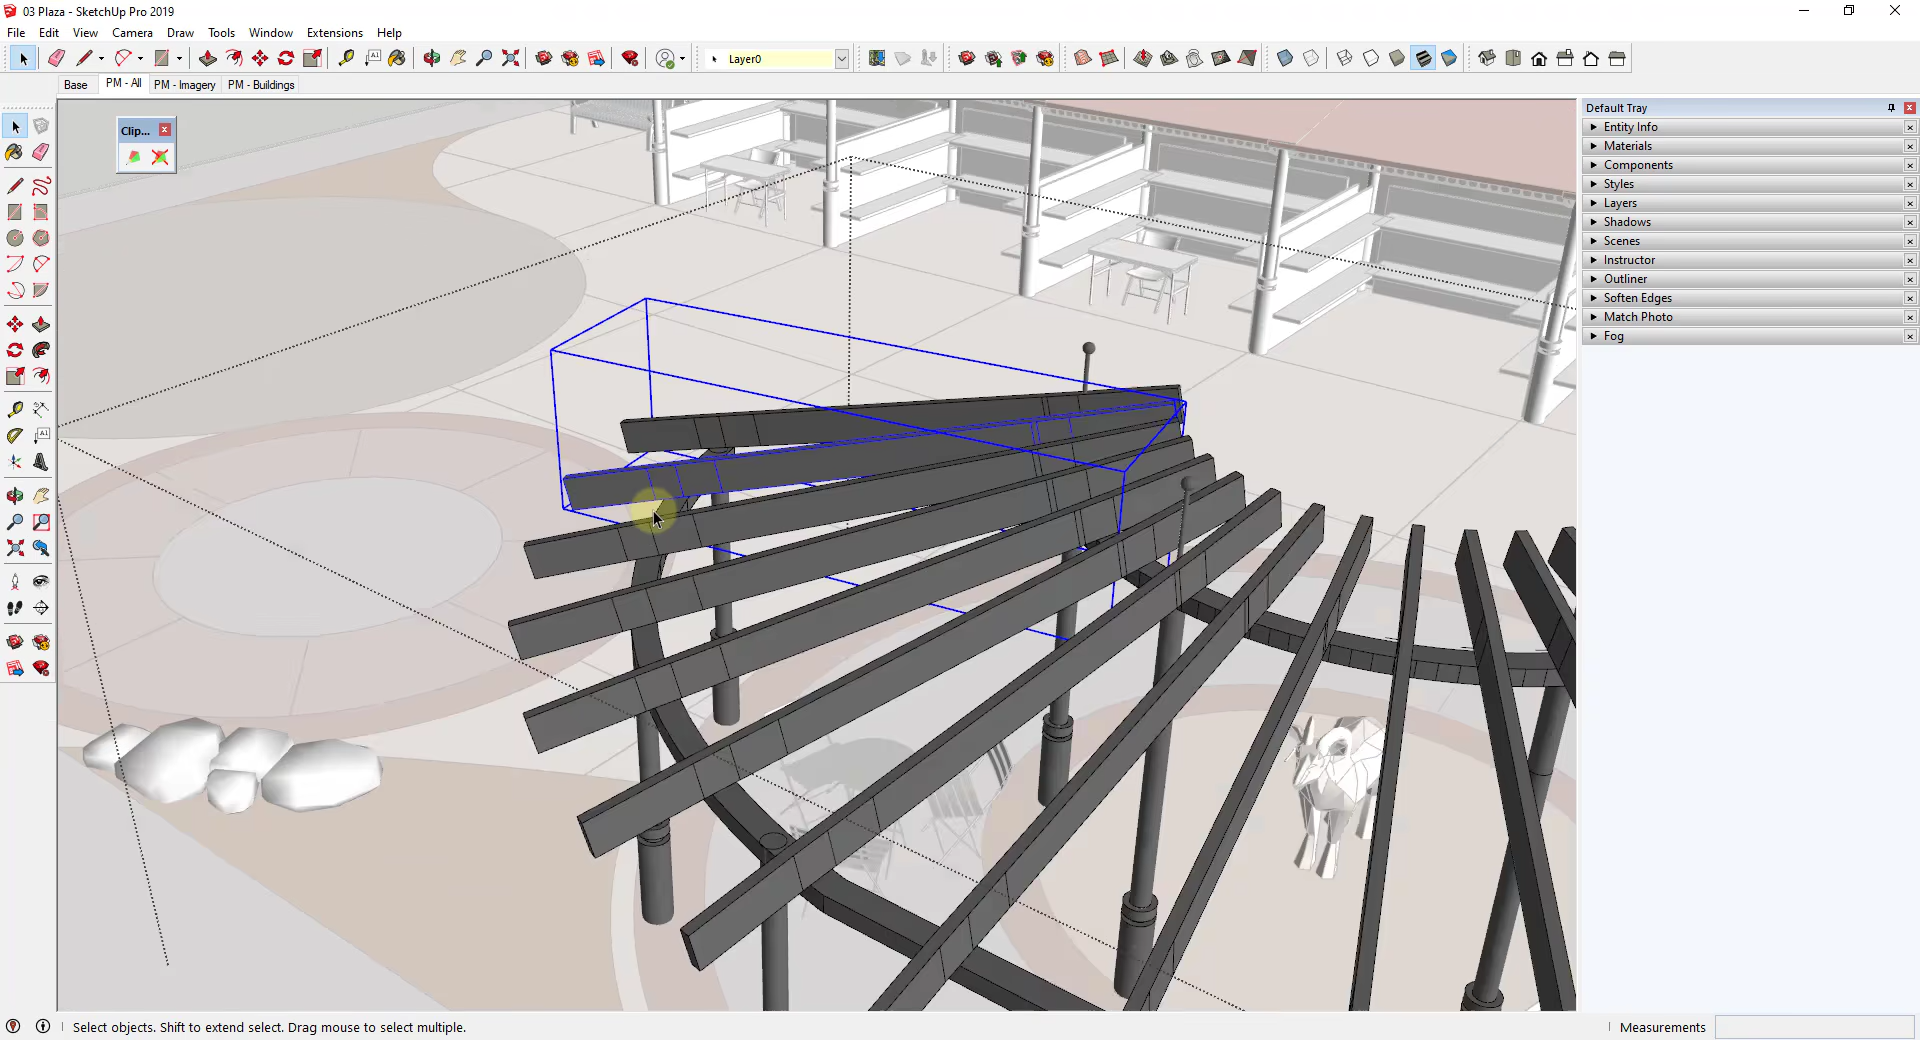 03 Plaza - SketchUp Pro 2019
File Edit View Camera Draw Tools Window Extensions Help
Layer0
Base PM - All PM - Imagery PM - Buildings
Clip...
Default Tray
Entity Info
Materials
Components
Styles
Layers
Shadows
Scenes
Instructor
Outliner
Soften Edges
Match Photo
Fog
Select objects. Shift to extend select. Drag mouse to select multiple.
Measurements